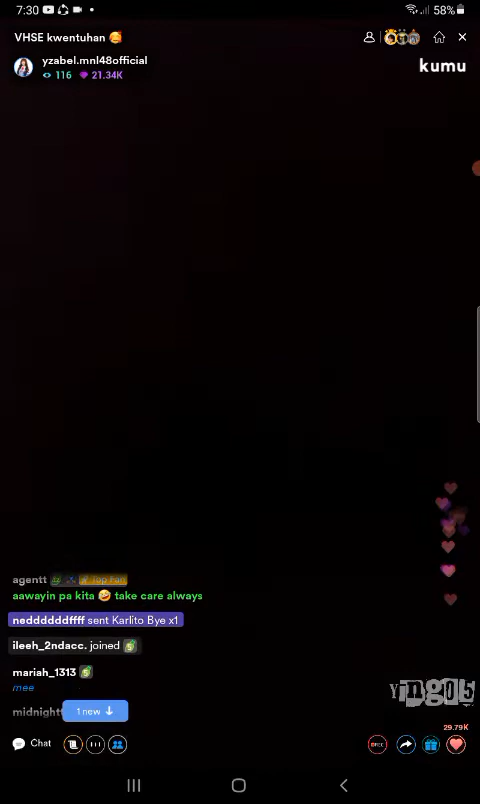 7:30
58%
VHSE kwentuhan 🥰
yzabel.mnl48official
116 21.34K
kumu
agentt Top Fan
aawayin pa kita 🤣 take care always
neddddddffff sent Karlito Bye x1
ileeh_2ndacc. joined
mariah_1313
mee
midnight
1 new ↓
Yingo05
29.79K
Chat